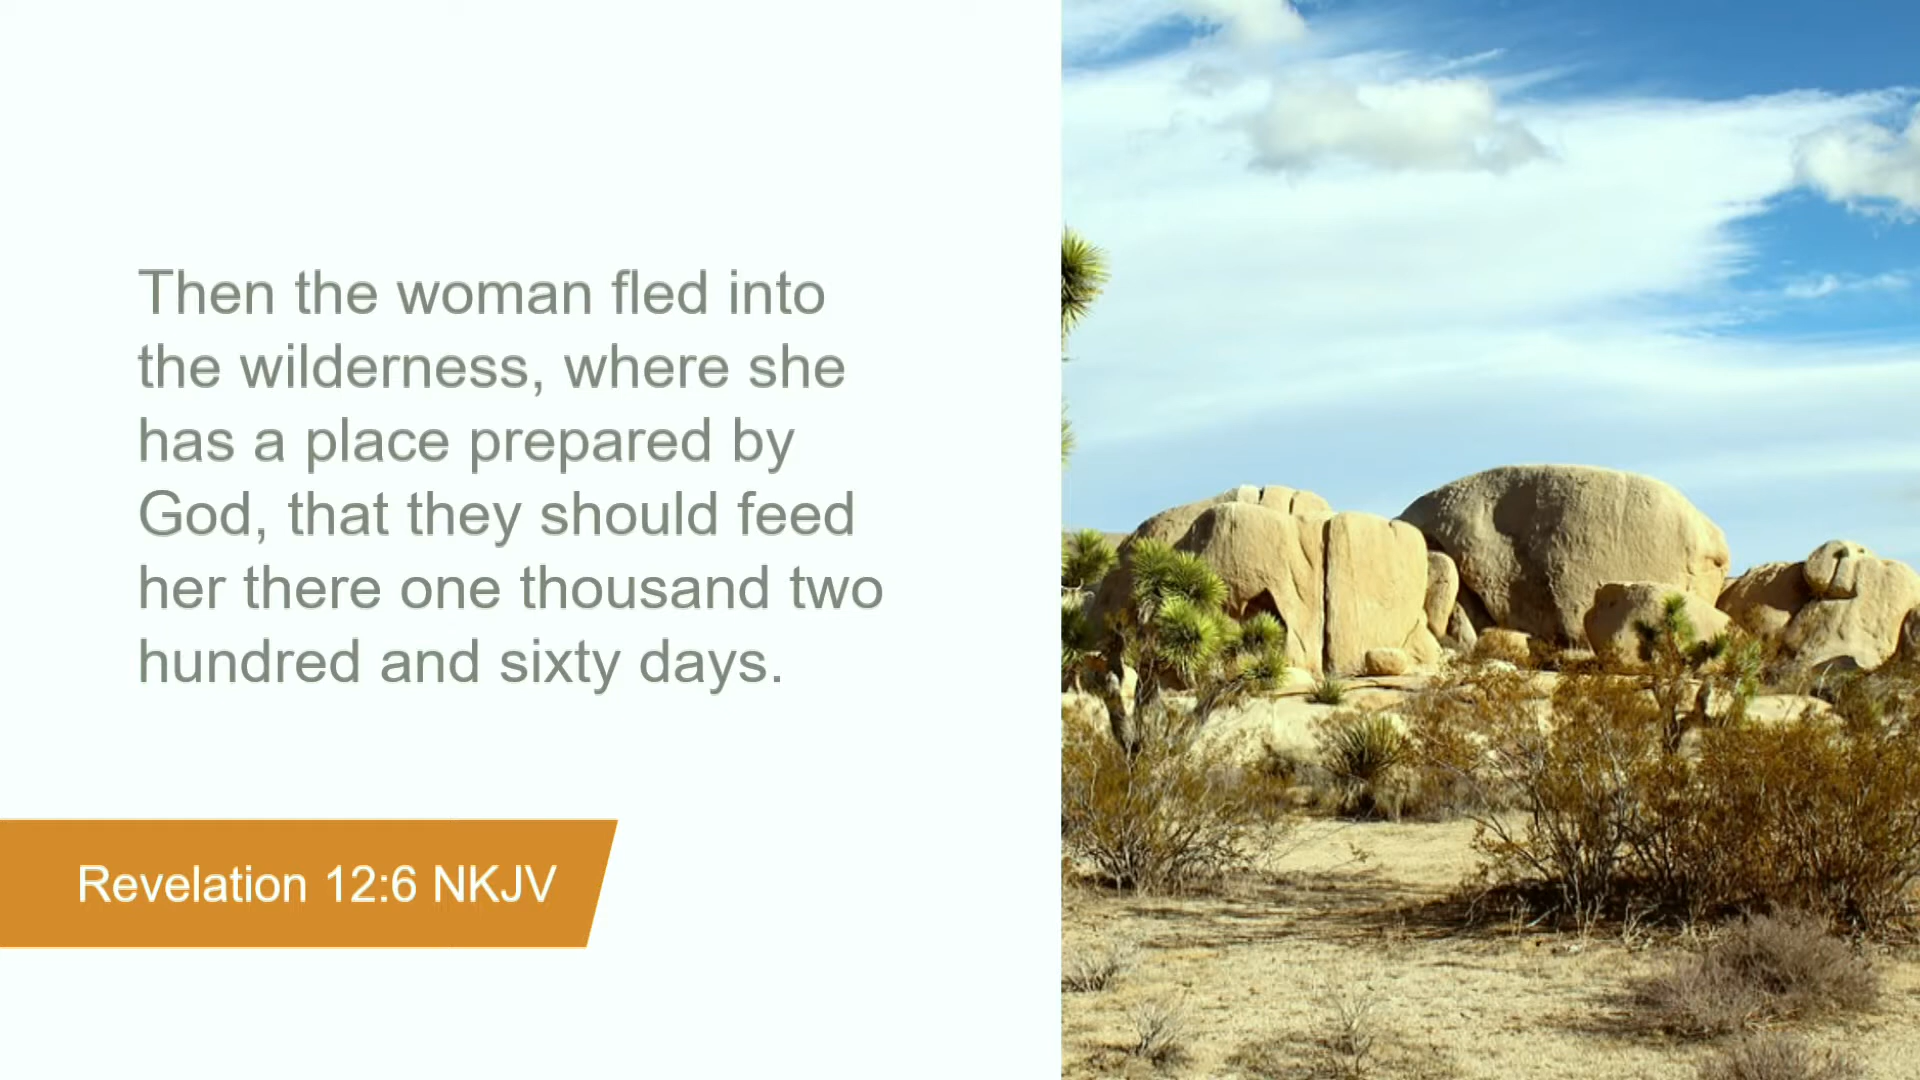 Then the woman fled into
the wilderness, where she
has a place prepared by
God, that they should feed
her there one thousand two
hundred and sixty days.
Revelation 12:6 NKJV